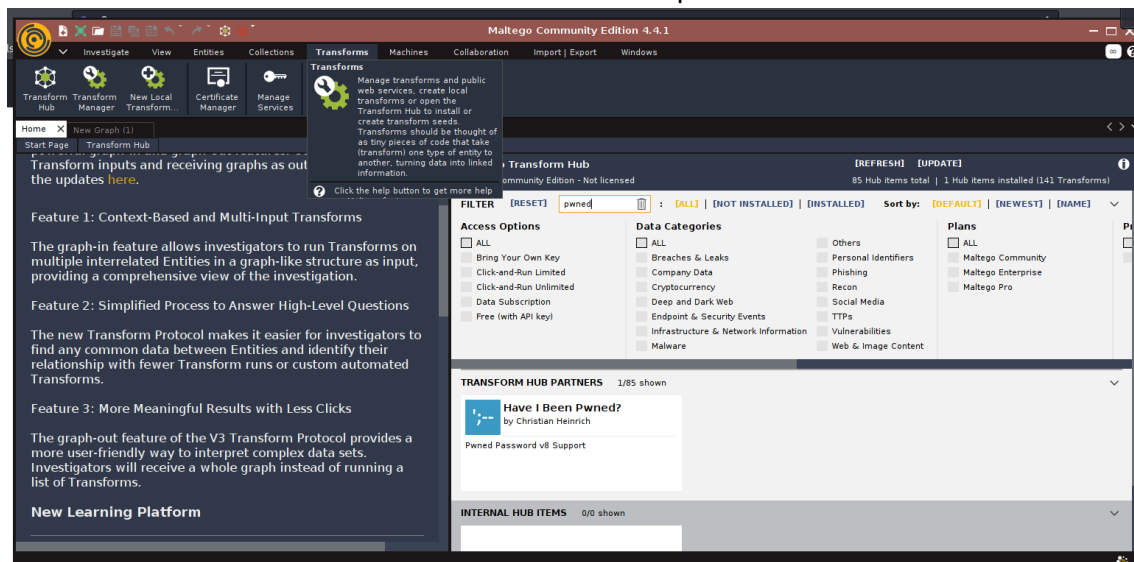 Maltego Community Edition 4.4.1
Investigate View Entities Collections Transforms Machines Collaboration Import | Export Windows
Transform Hub
Transform Manager
New Local Transform...
Certificate Manager
Manage Services
Transforms
Manage transforms and public
web services, create local
transforms or open the
Transform Hub to install or
create transform seeds.
Transforms should be thought of
as tiny pieces of code that take
(transform) one type of entity to
another, turning data into linked
information.
Click the help button to get more help
Home X New Graph (1)
Start Page Transform Hub
Transform inputs and receiving graphs as out
the updates here.
Feature 1: Context-Based and Multi-Input Transforms
The graph-in feature allows investigators to run Transforms on
multiple interrelated Entities in a graph-like structure as input,
providing a comprehensive view of the investigation.
Feature 2: Simplified Process to Answer High-Level Questions
The new Transform Protocol makes it easier for investigators to
find any common data between Entities and identify their
relationship with fewer Transform runs or custom automated
Transforms.
Feature 3: More Meaningful Results with Less Clicks
The graph-out feature of the V3 Transform Protocol provides a
more user-friendly way to interpret complex data sets.
Investigators will receive a whole graph instead of running a
list of Transforms.
New Learning Platform
Transform Hub
ommunity Edition - Not licensed
[REFRESH] [UPDATE]
85 Hub items total | 1 Hub items installed (141 Transforms)
FILTER [RESET] pwned : [ALL] | [NOT INSTALLED] | [INSTALLED] Sort by: [DEFAULT] | [NEWEST] | [NAME]
Access Options
ALL
Bring Your Own Key
Click-and-Run Limited
Click-and-Run Unlimited
Data Subscription
Free (with API key)
Data Categories
ALL
Breaches & Leaks
Company Data
Cryptocurrency
Deep and Dark Web
Endpoint & Security Events
Infrastructure & Network Information
Malware
Others
Personal Identifiers
Phishing
Recon
Social Media
TTPs
Vulnerabilities
Web & Image Content
Plans
ALL
Maltego Community
Maltego Enterprise
Maltego Pro
TRANSFORM HUB PARTNERS 1/85 shown
';--
Have I Been Pwned?
by Christian Heinrich
Pwned Password v8 Support
INTERNAL HUB ITEMS 0/0 shown